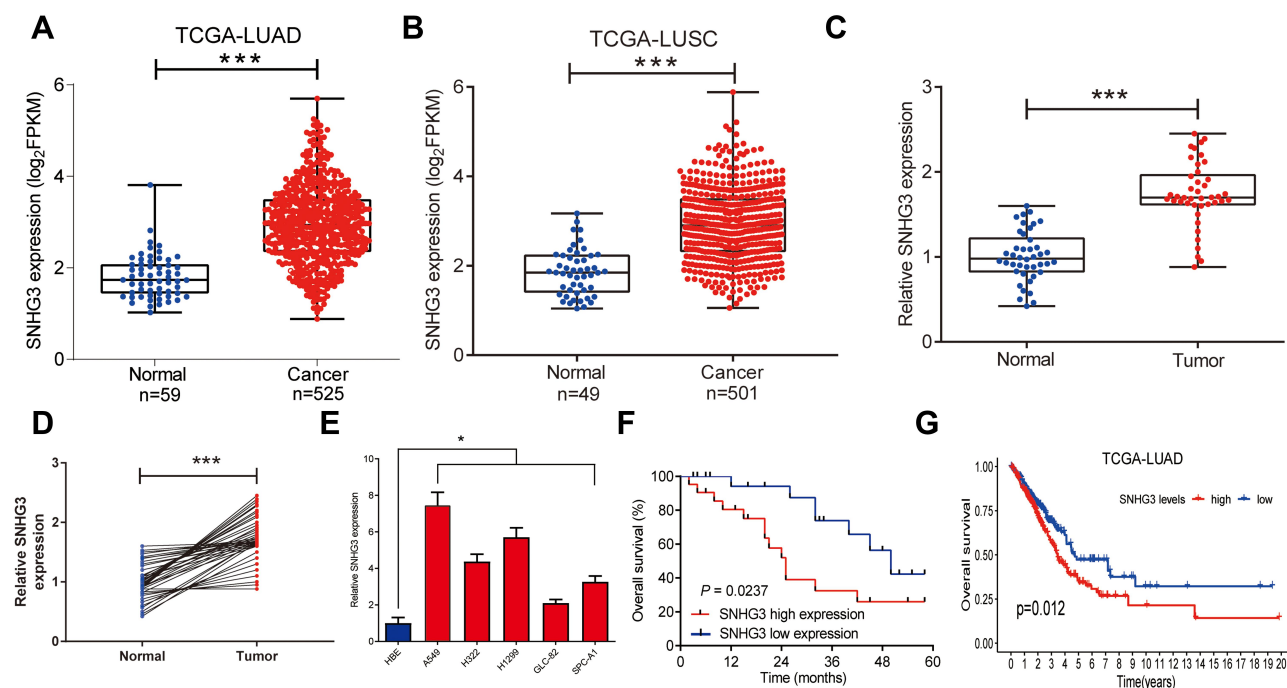 A
TCGA-LUAD
***
SNHG3 expression (log2FPKM)
6
4
2
0
Normal
n=59
Cancer
n=525
B
TCGA-LUSC
***
SNHG3 expression (log2FPKM)
6
4
2
0
Normal
n=49
Cancer
n=501
C
***
Relative SNHG3 expression
3
2
1
0
Normal
Tumor
D
***
Relative SNHG3
expression
3
2
1
0
Normal
Tumor
E
*
Relative SNHG3 expression
10
8
6
4
2
0
HBE
A549
H322
H1299
GLC-82
SPC-A1
F
Overall survival (%)
100
80
60
40
20
0
P = 0.0237
SNHG3 high expression
SNHG3 low expression
0 12 24 36 48 60
Time (months)
G
TCGA-LUAD
SNHG3 levels high low
Overall survival
1.00
0.75
0.50
0.25
0.00
p=0.012
0 1 2 3 4 5 6 7 8 9 10 11 12 13 14 15 16 17 18 19 20
Time(years)